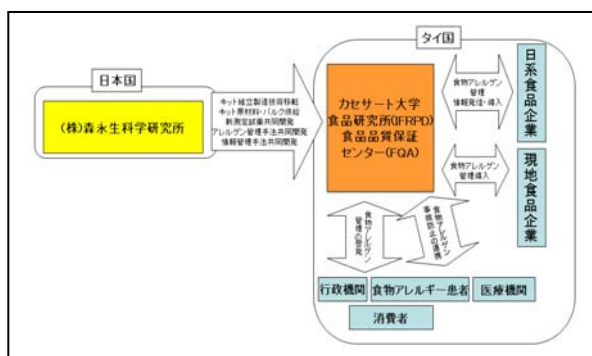 タイ国
日本国
(株)森永生科学研究所
キット組立製造技術移転
キット原材料・バルク供給
新測定試薬共同開発
アレルゲン管理手法共同開発
情報管理手法共同開発
カセサート大学
食品研究所(IFRPD)
食品品質保証
センター(FQA)
食物アレルゲン
管理
情報発信・導入
日系食品企業
食物アレルゲン
管理導入
現地食品企業
食物アレルゲン
管理の啓発
食物アレルゲン
事故防止の連携
行政機関
食物アレルギー患者
医療機関
消費者